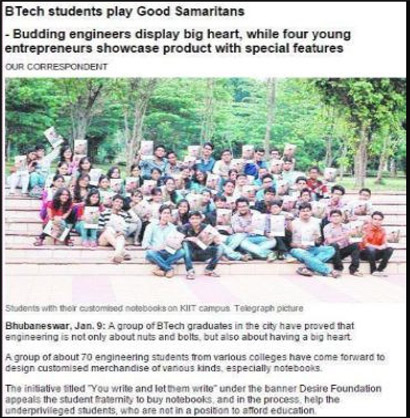 BTech students play Good Samaritans
- Budding engineers display big heart, while four young
entrepreneurs showcase product with special features
OUR CORRESPONDENT
Students with their customised notebooks on KIIT campus. Telegraph picture
Bhubaneswar, Jan. 9: A group of BTech graduates in the city have proved that
engineering is not only about nuts and bolts, but also about having a big heart.
A group of about 70 engineering students from various colleges have come forward to
design customised merchandise of various kinds, especially notebooks.
The initiative titled "You write and let them write" under the banner Desire Foundation
appeals the student fraternity to buy notebooks, and in the process, help the
underprivileged students, who are not in a position to afford education.